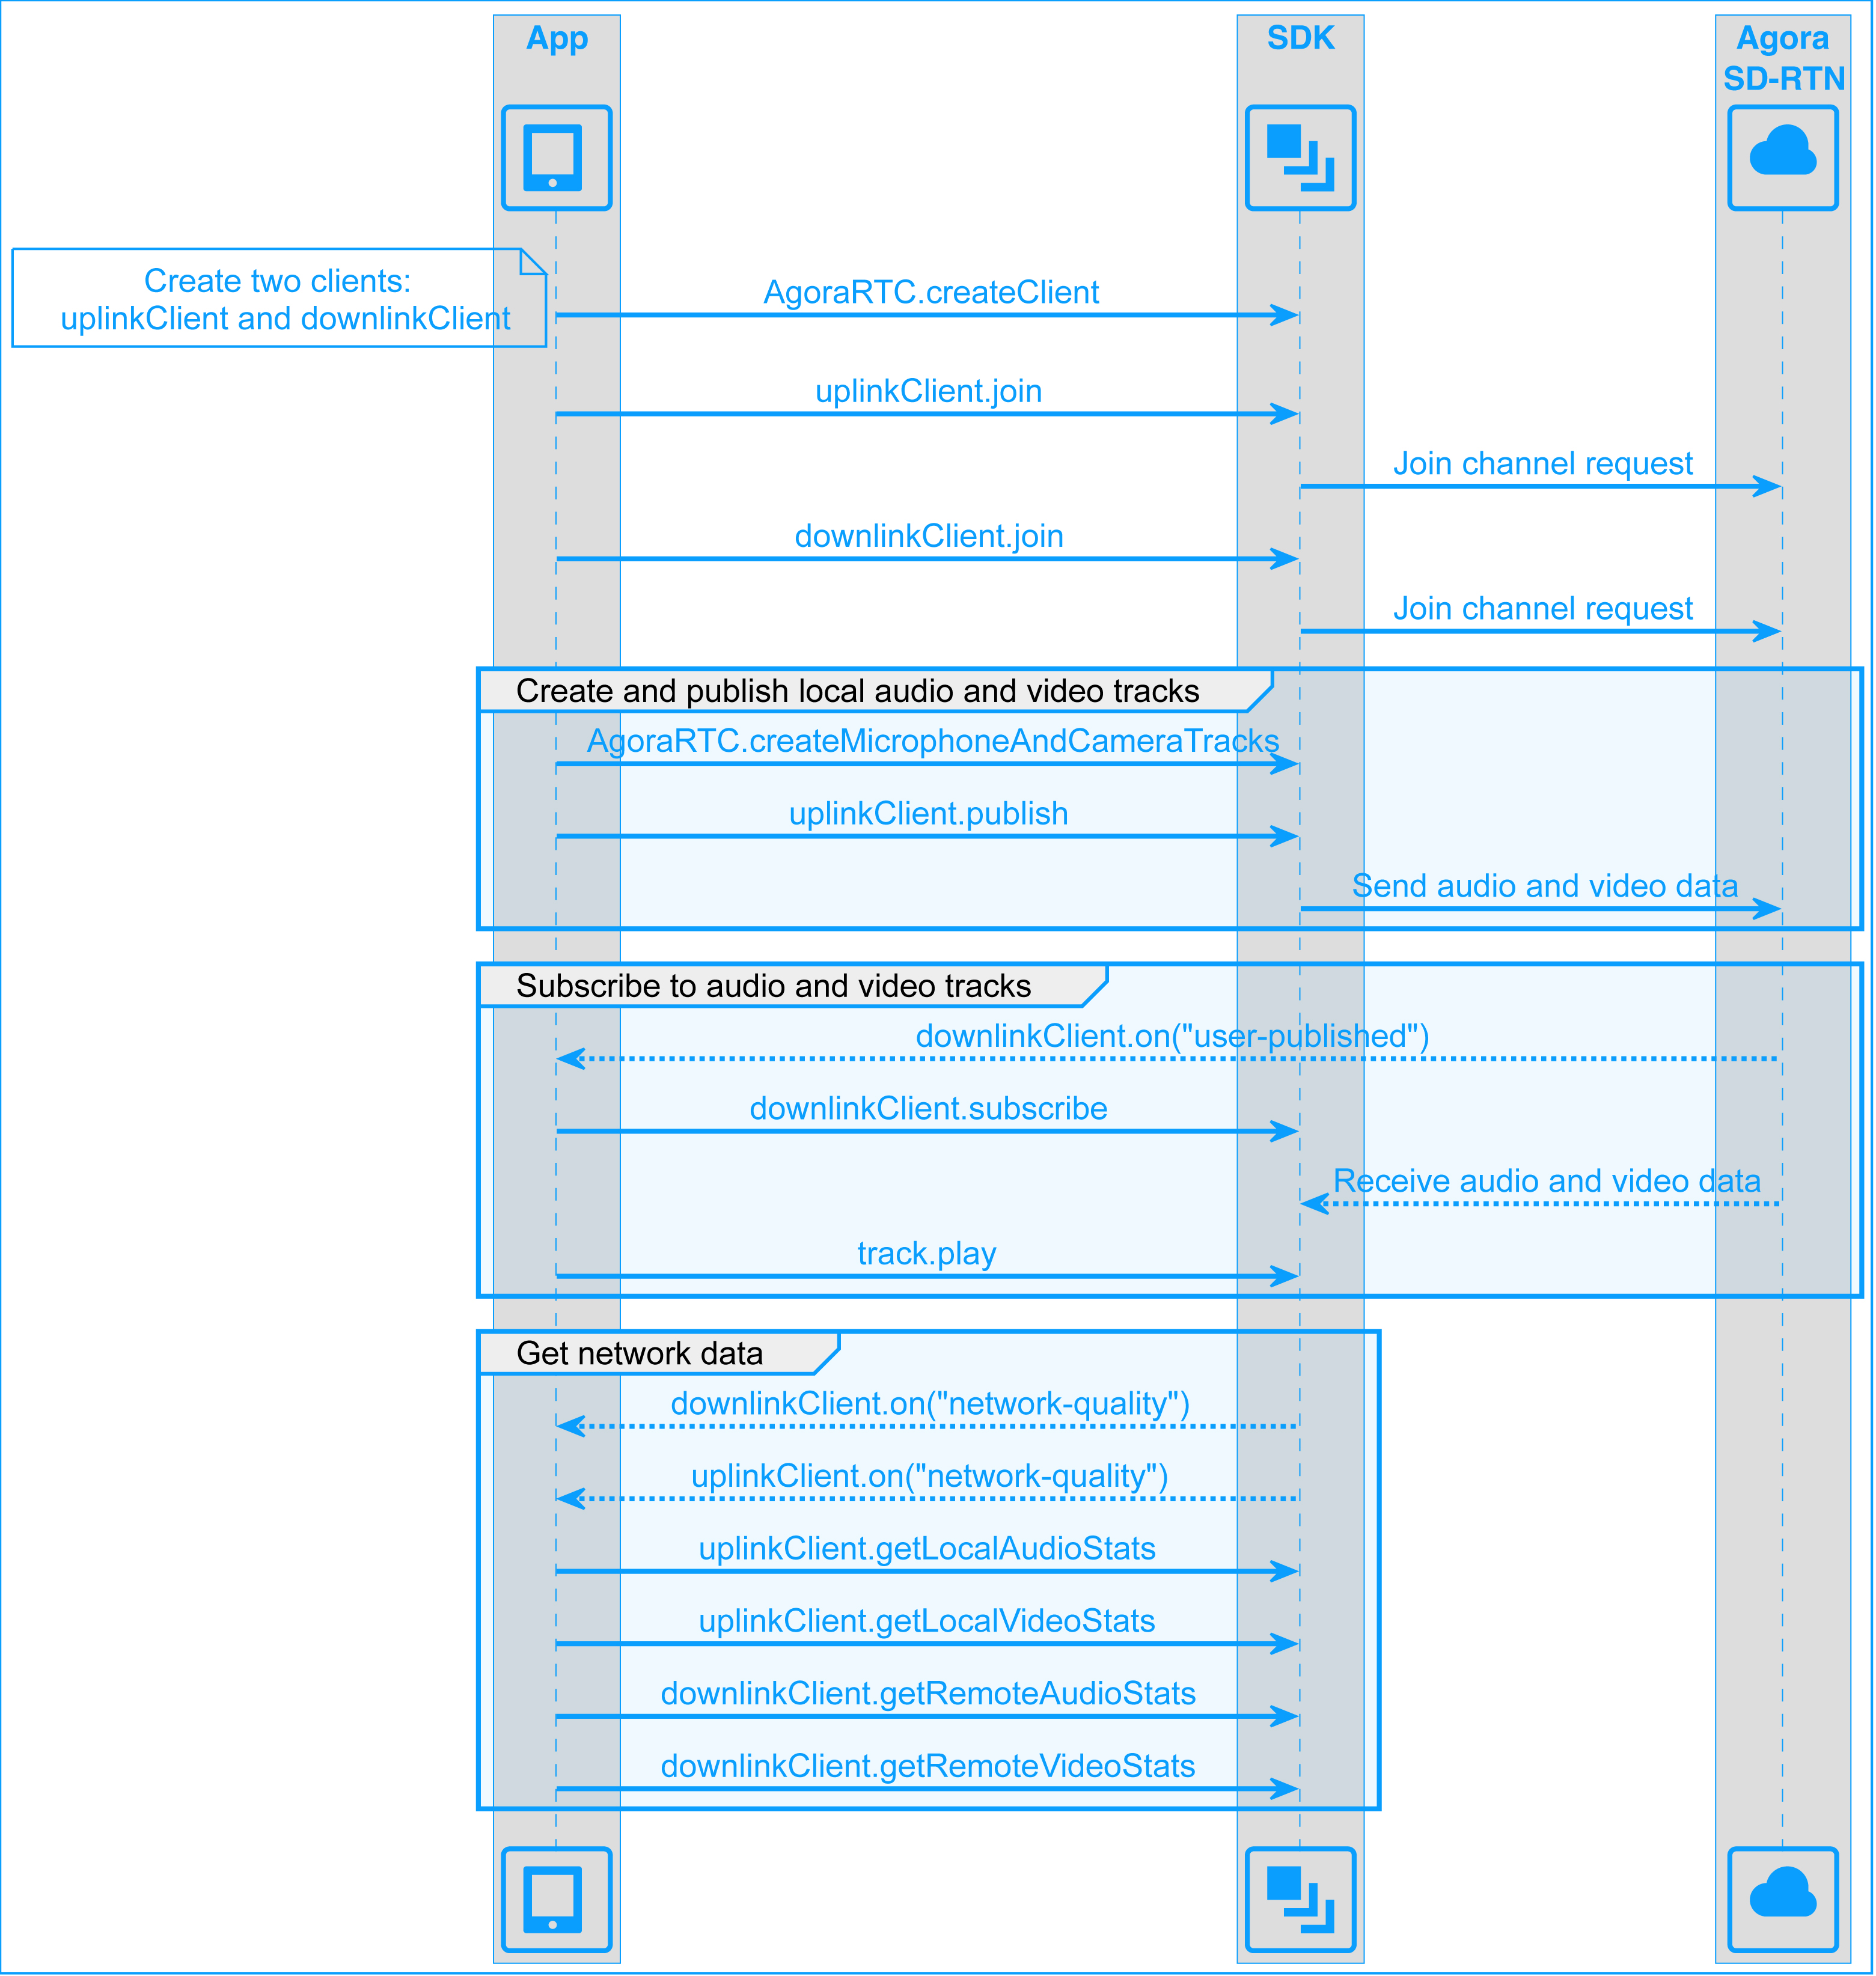 App
SDK
Agora
SD-RTN
Create two clients:
uplinkClient and downlinkClient
AgoraRTC.createClient
uplinkClient.join
Join channel request
downlinkClient.join
Join channel request
Create and publish local audio and video tracks
AgoraRTC.createMicrophoneAndCameraTracks
uplinkClient.publish
Send audio and video data
Subscribe to audio and video tracks
downlinkClient.on("user-published")
downlinkClient.subscribe
Receive audio and video data
track.play
Get network data
downlinkClient.on("network-quality")
uplinkClient.on("network-quality")
uplinkClient.getLocalAudioStats
uplinkClient.getLocalVideoStats
downlinkClient.getRemoteAudioStats
downlinkClient.getRemoteVideoStats